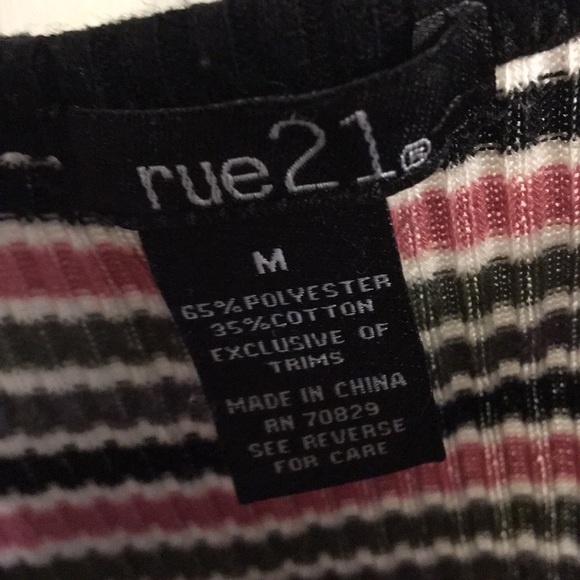 rue21®
M
65%POLYESTER
35%COTTON
EXCLUSIVE OF
TRIMS
MADE IN CHINA
RN 70829
SEE REVERSE
FOR CARE